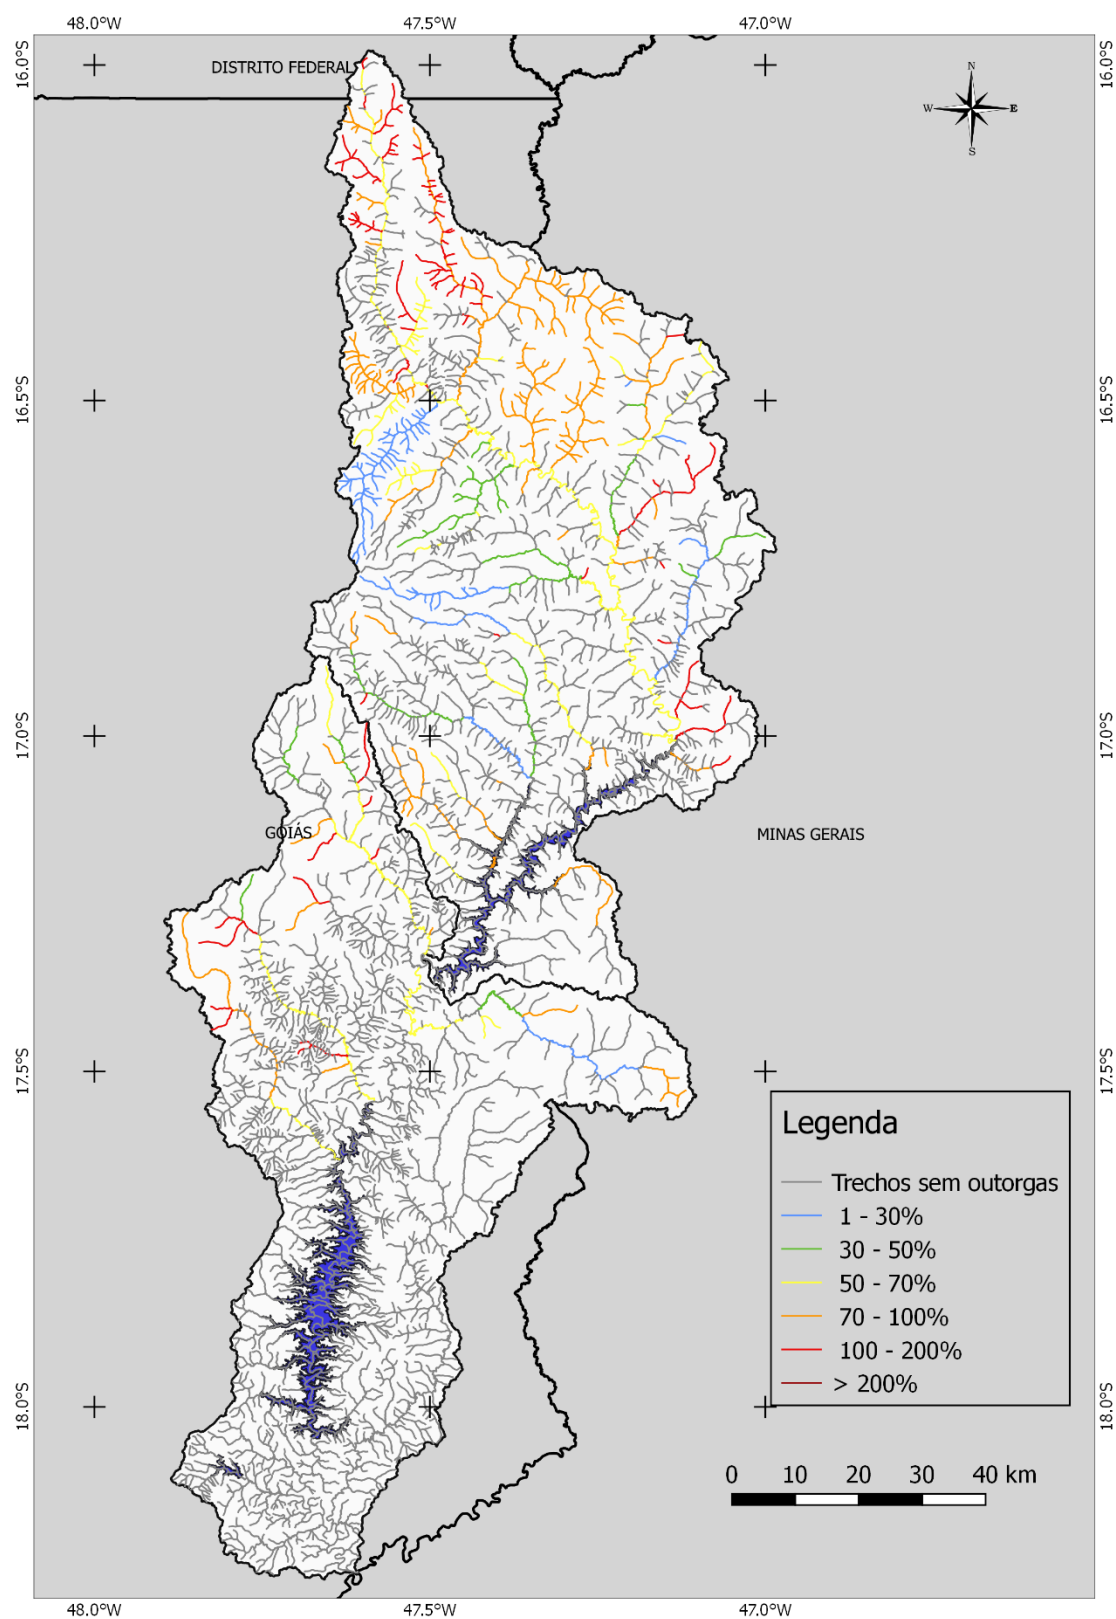 48.0°W 47.5°W 47.0°W
16.0°S 16.0°S
DISTRITO FEDERAL
N
W E
S
16.5°S 16.5°S
17.0°S 17.0°S
GOIÁS
MINAS GERAIS
17.5°S 17.5°S
Legenda
Trechos sem outorgas
1 - 30%
30 - 50%
50 - 70%
70 - 100%
100 - 200%
> 200%
18.0°S 18.0°S
0 10 20 30 40 km
48.0°W 47.5°W 47.0°W